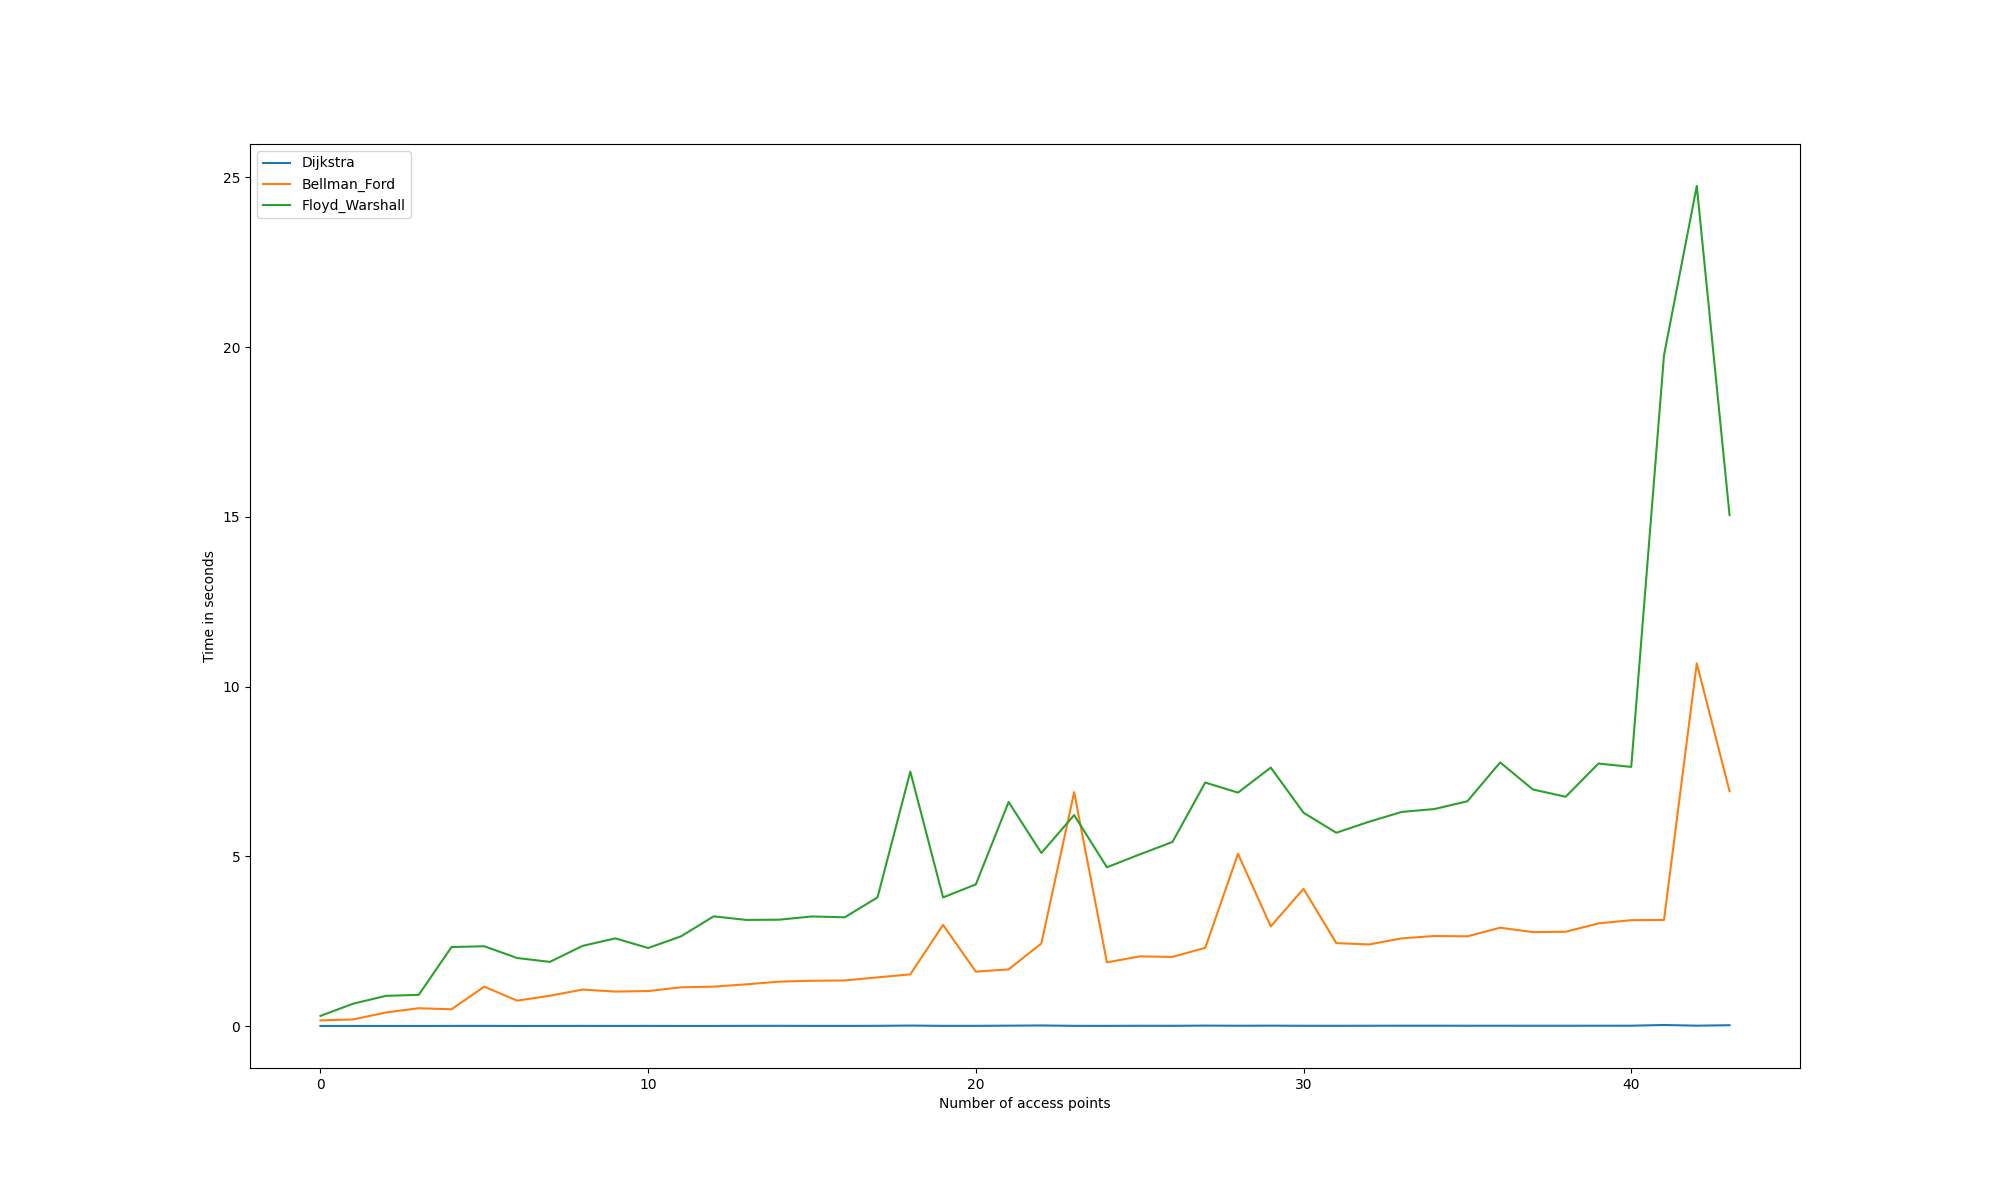 Dijkstra
Bellman_Ford
Floyd_Warshall
25
20
15
10
5
0
Time in seconds
0 10 20 30 40
Number of access points